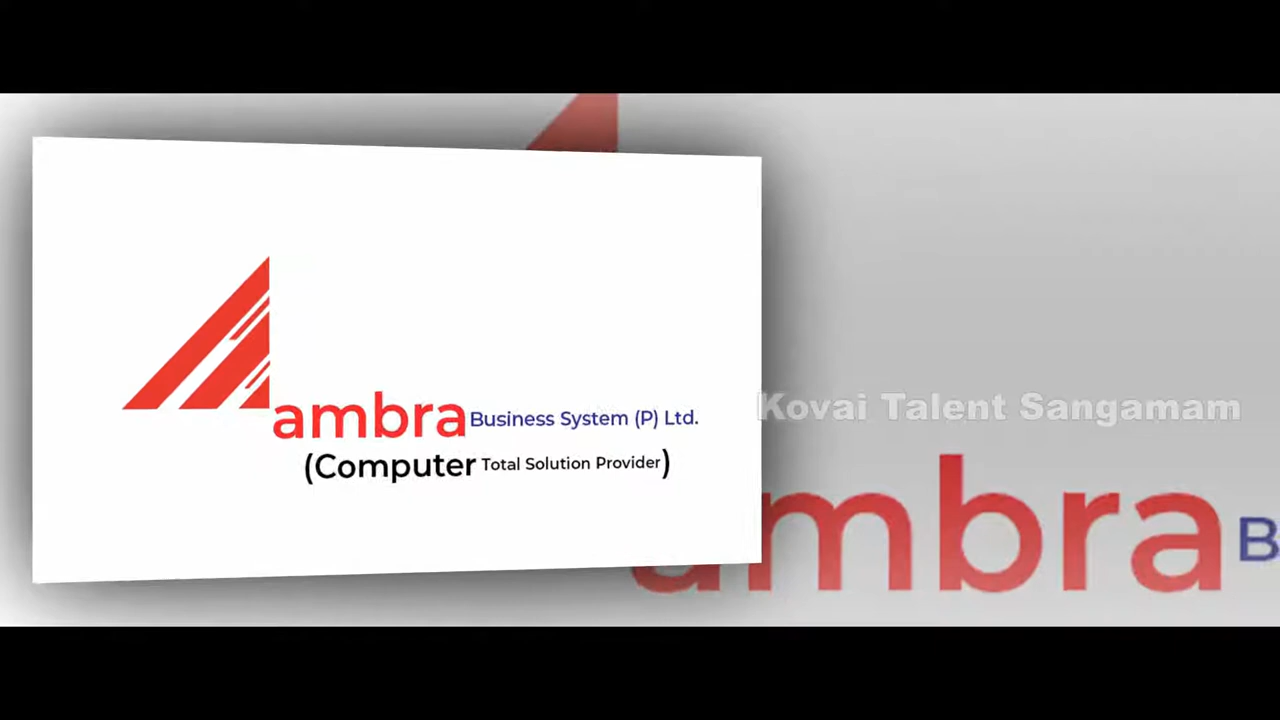 ambra Business System (P) Ltd.
(Computer Total Solution Provider)
Kovai Talent Sangamam
ambra B